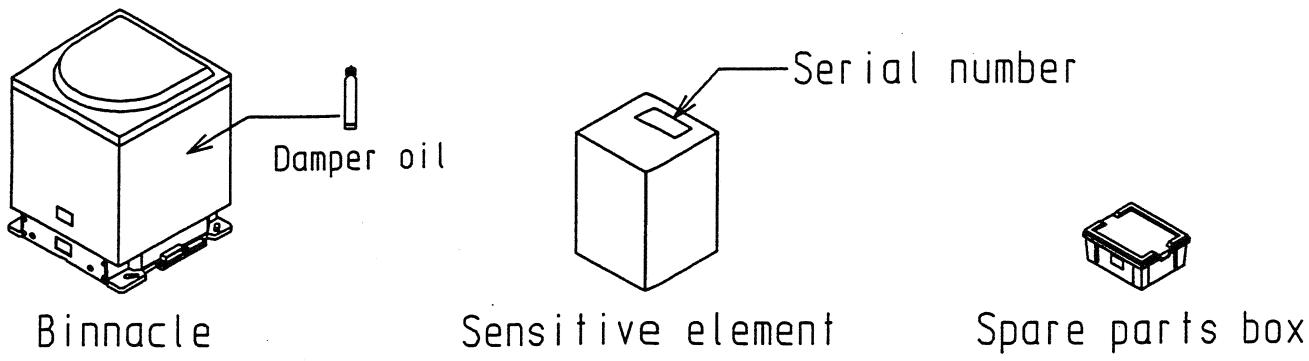 Serial number
Damper oil
Binnacle
Sensitive element
Spare parts box